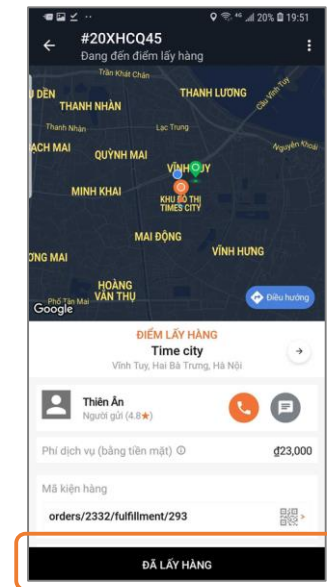 20% 19:51
#20XHCQ45
Đang đến điểm lấy hàng
Trần Khát Chân
THANH LƯƠNG
THANH NHÀN
Cầu Vĩnh Tuy
Thanh Nhàn
Lạc Trung
ẠCH MAI
QUỲNH MAI
Nguyễn Khoái
VĨNH TUY
MINH KHAI
KHU ĐÔ THỊ
TIMES CITY
MAI ĐỘNG
VĨNH HƯNG
ƠNG MAI
HOÀNG
VĂN THỤ
Phố Tân Mai
Google
Điều hướng
ĐIỂM LẤY HÀNG
Time city
Vĩnh Tuy, Hai Bà Trưng, Hà Nội
Thiên Ân
Người gửi (4.8★)
Phí dịch vụ (bằng tiền mặt)
₫23,000
Mã kiện hàng
orders/2332/fulfillment/293
ĐÃ LẤY HÀNG